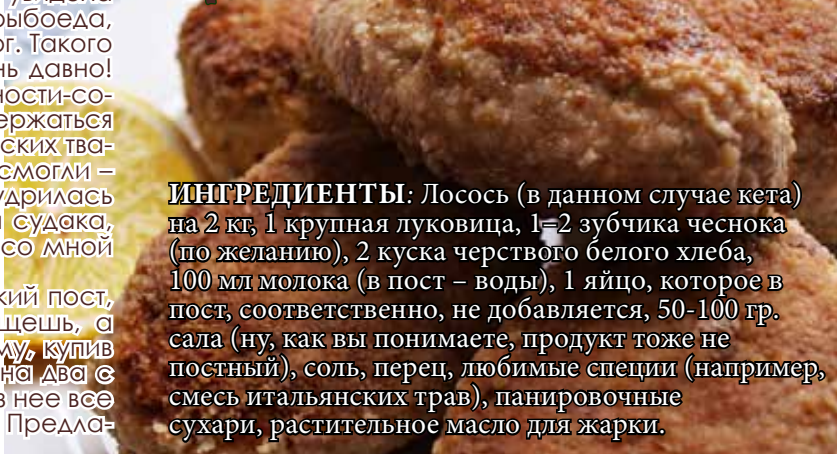 рыбоеда,
ог. Такого
нь давно!
ности-со-
ержаться
ских тва-
смогли –
удрилась
судака,
со мной
кий пост,
щешь, а
му, купив
на два с
в нее все
Предла-
ИНГРЕДИЕНТЫ: Лосось (в данном случае кета)
на 2 кг, 1 крупная луковица, 1–2 зубчика чеснока
(по желанию), 2 куска черствого белого хлеба,
100 мл молока (в пост – воды), 1 яйцо, которое в
пост, соответственно, не добавляется, 50-100 гр.
сала (ну, как вы понимаете, продукт тоже не
постный), соль, перец, любимые специи (например,
смесь итальянских трав), панировочные
сухари, растительное масло для жарки.